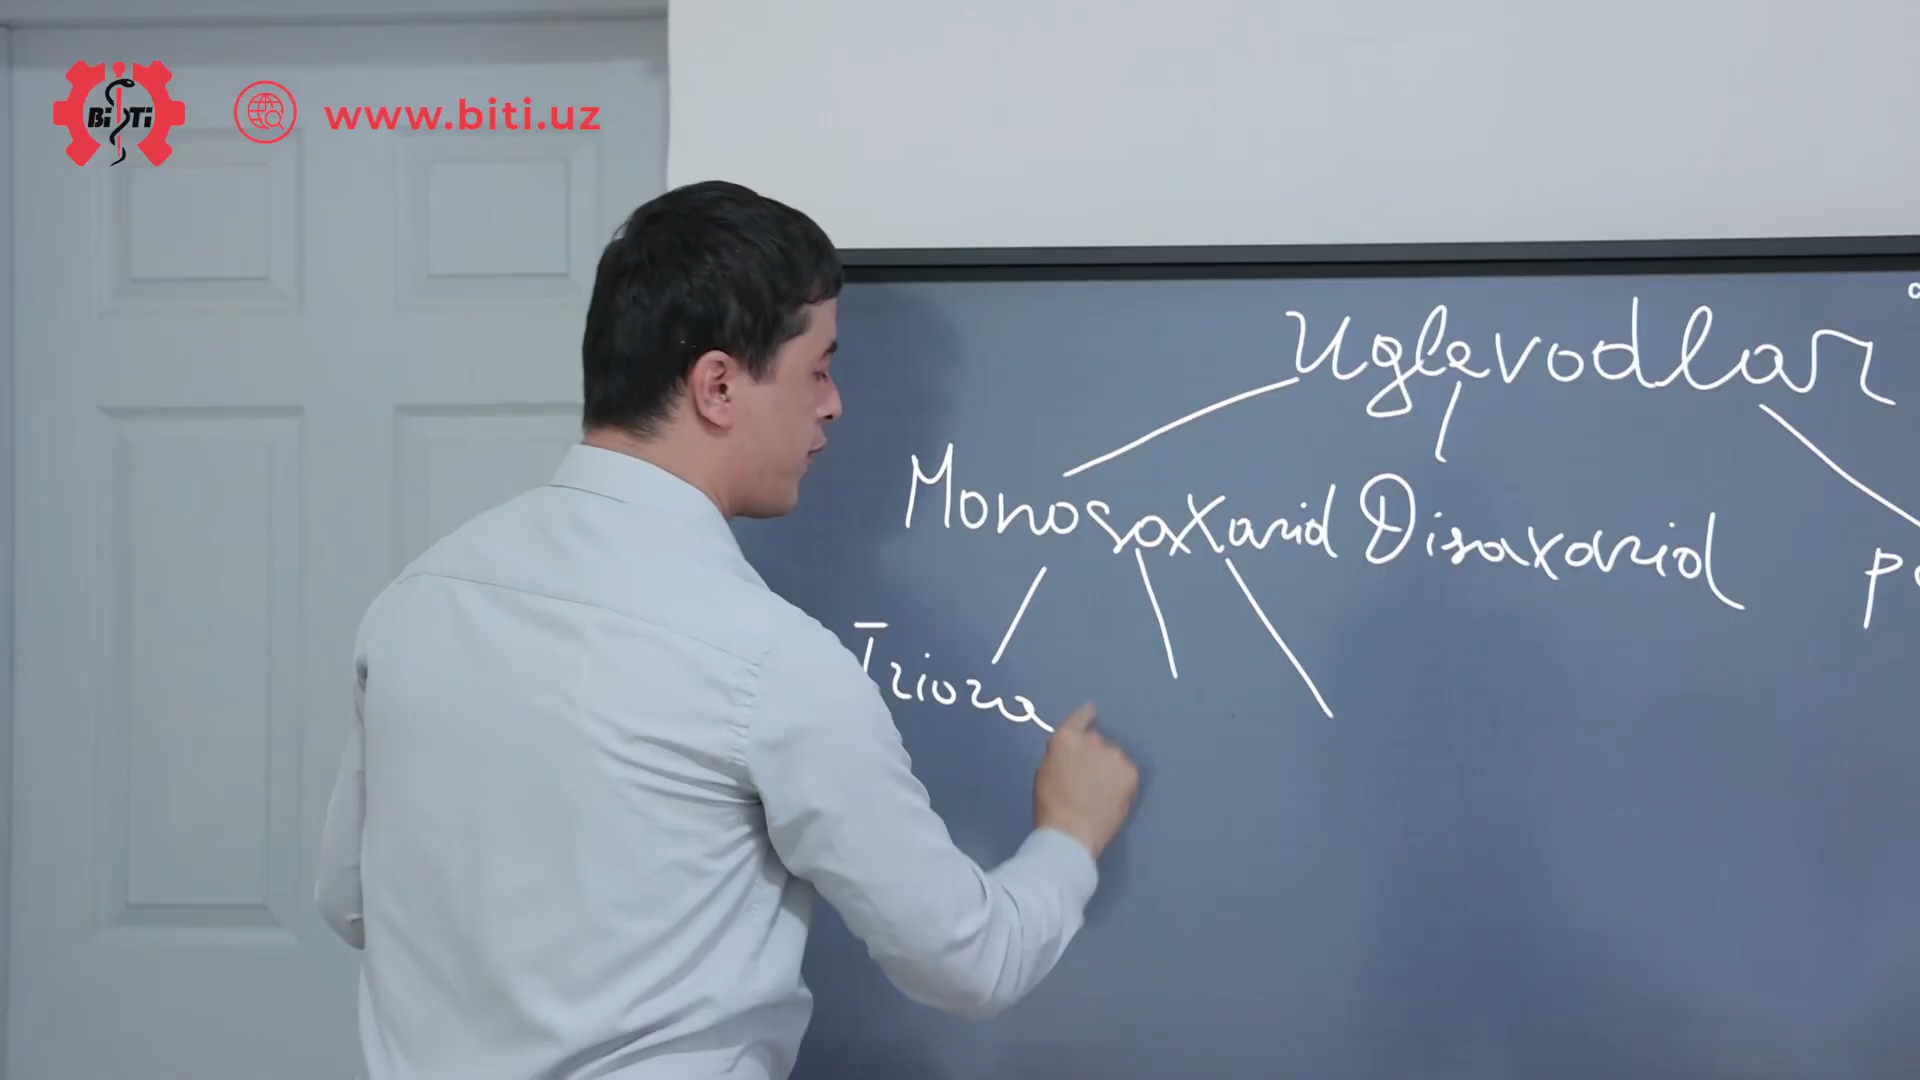 BiTi
www.biti.uz
Uglevodlar
Monosaxarid Disaxarid
Trioza